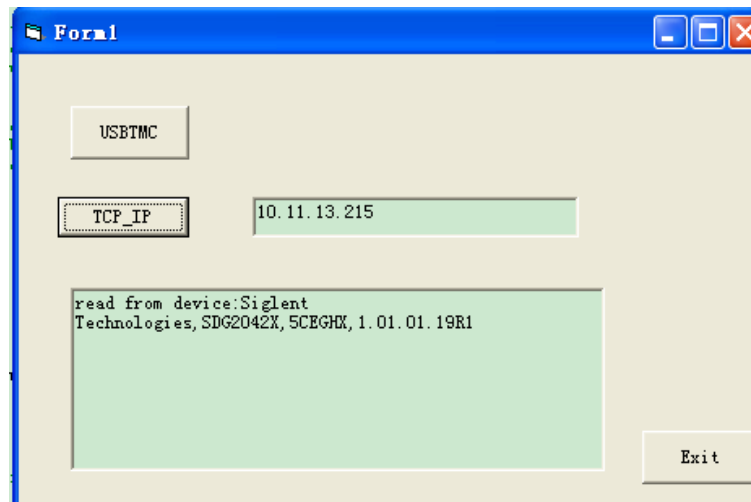 Form1
USBTMC
TCP_IP
10.11.13.215
read from device:Siglent
Technologies,SDG2042X,5CEGHX,1.01.01.19R1
Exit